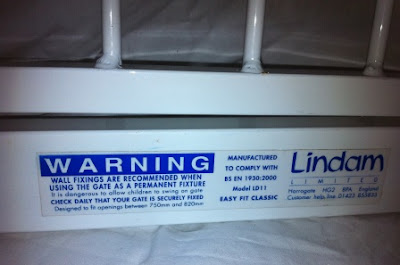 WARNING
WALL FIXINGS ARE RECOMMENDED WHEN
USING THE GATE AS A PERMANENT FIXTURE
It is dangerous to allow children to swing on gate
CHECK DAILY THAT YOUR GATE IS SECURELY FIXED
Designed to fit openings between 750mm and 820mm
MANUFACTURED
TO COMPLY WITH
BS EN 1930:2000
Model LD11
EASY FIT CLASSIC
Lindam
LIMITED
Harrogate HG2 8PA England
Customer help line 01423